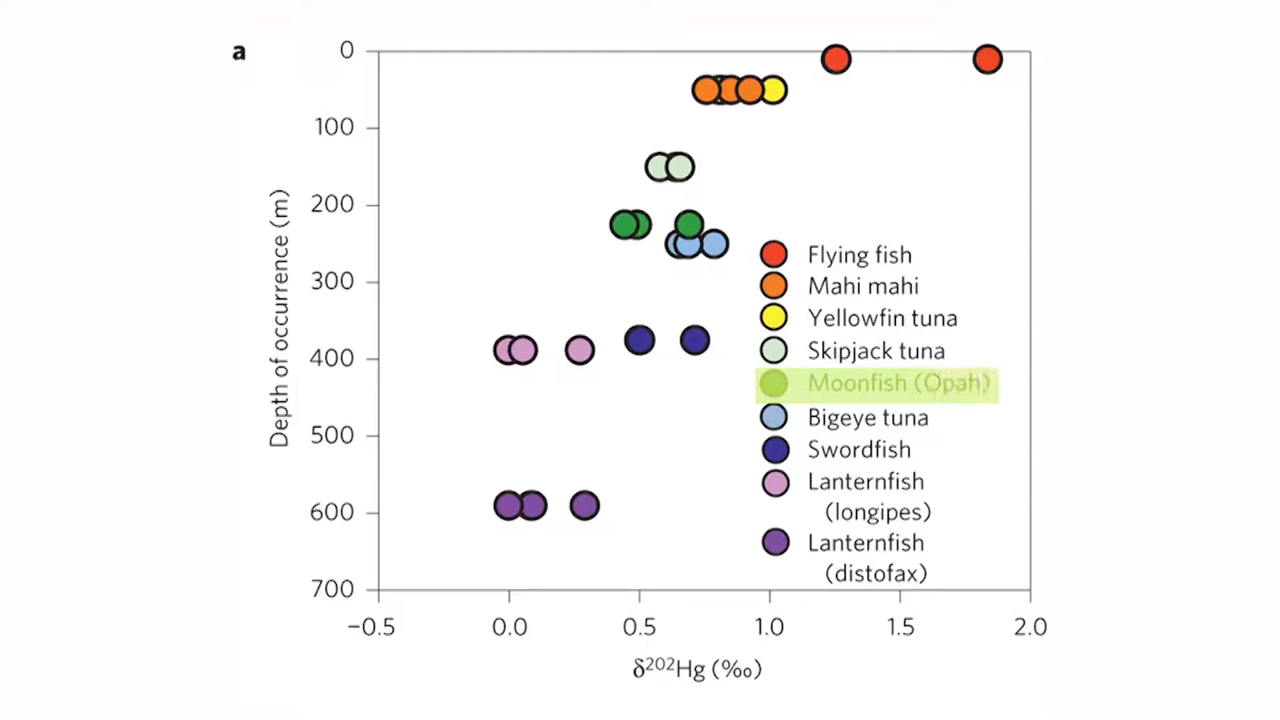 a
0
100
200
300
400
500
600
700
Depth of occurrence (m)
Flying fish
Mahi mahi
Yellowfin tuna
Skipjack tuna
Moonfish (Opah)
Bigeye tuna
Swordfish
Lanternfish
(longipes)
Lanternfish
(distofax)
−0.5 0.0 0.5 1.0 1.5 2.0
δ²⁰²Hg (‰)